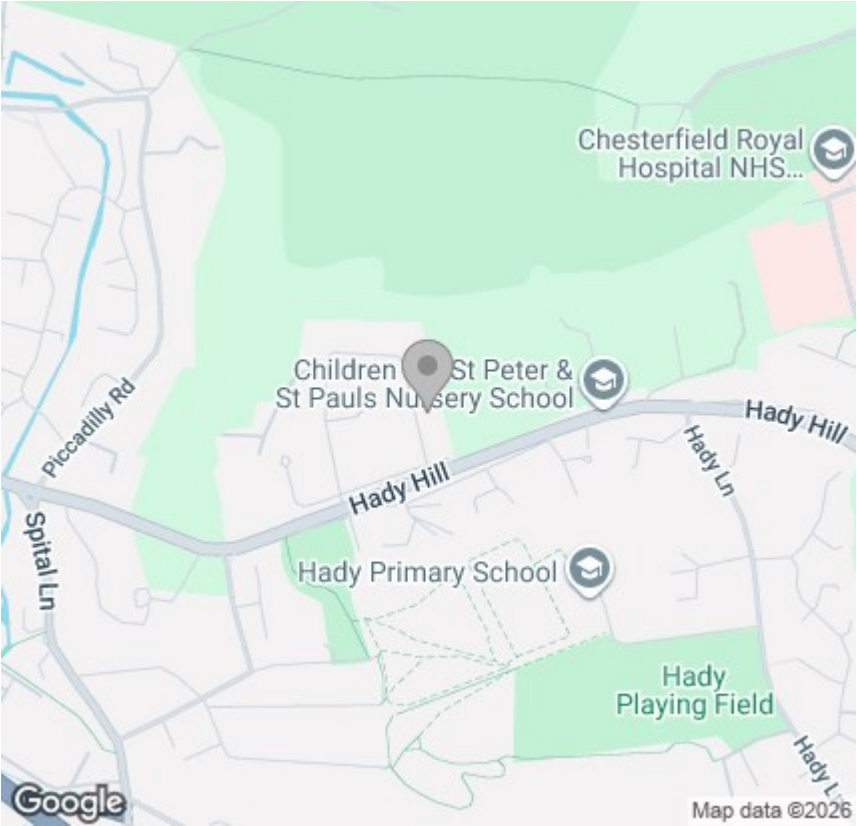 Chesterfield Royal
Hospital NHS...
Children
St Peter &
St Pauls Nursery School
Piccadilly Rd
Hady Hill
Hady Ln
Hady Hill
Spital Ln
Hady Primary School
Hady
Playing Field
Hady Ln
Google
Map data ©2026